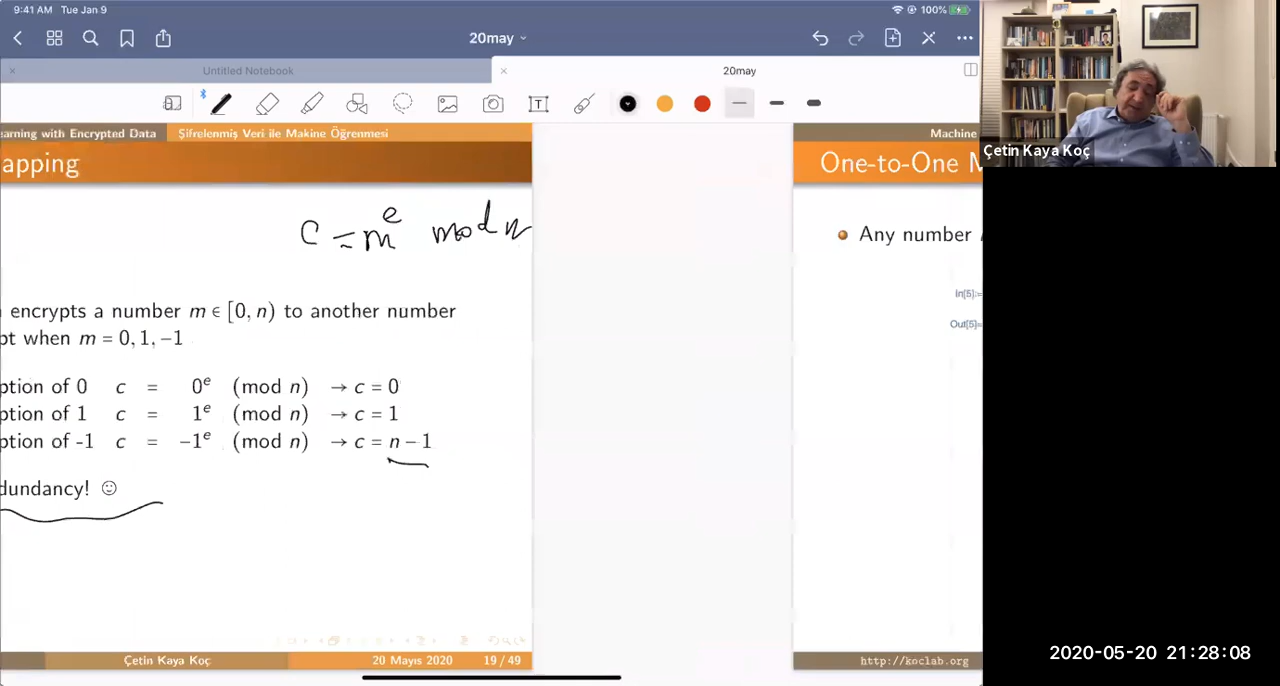 9:41 AM Tue Jan 9
100%
20may
Untitled Notebook
20may
T
earning with Encrypted Data Şifrelenmiş Veri ile Makine Öğrenmesi
apping
c = m^e mod n
encrypts a number m ∈ [0, n) to another number
pt when m = 0, 1, −1
ption of 0 c = 0^e (mod n) → c = 0
ption of 1 c = 1^e (mod n) → c = 1
ption of -1 c = −1^e (mod n) → c = n − 1
dundancy! ☺
Çetin Kaya Koç 20 Mayıs 2020 19 / 49
Machine
One-to-One M
Any number
In[5]:=
Out[5]=
http://koclab.org
Çetin Kaya Koç
2020-05-20 21:28:08